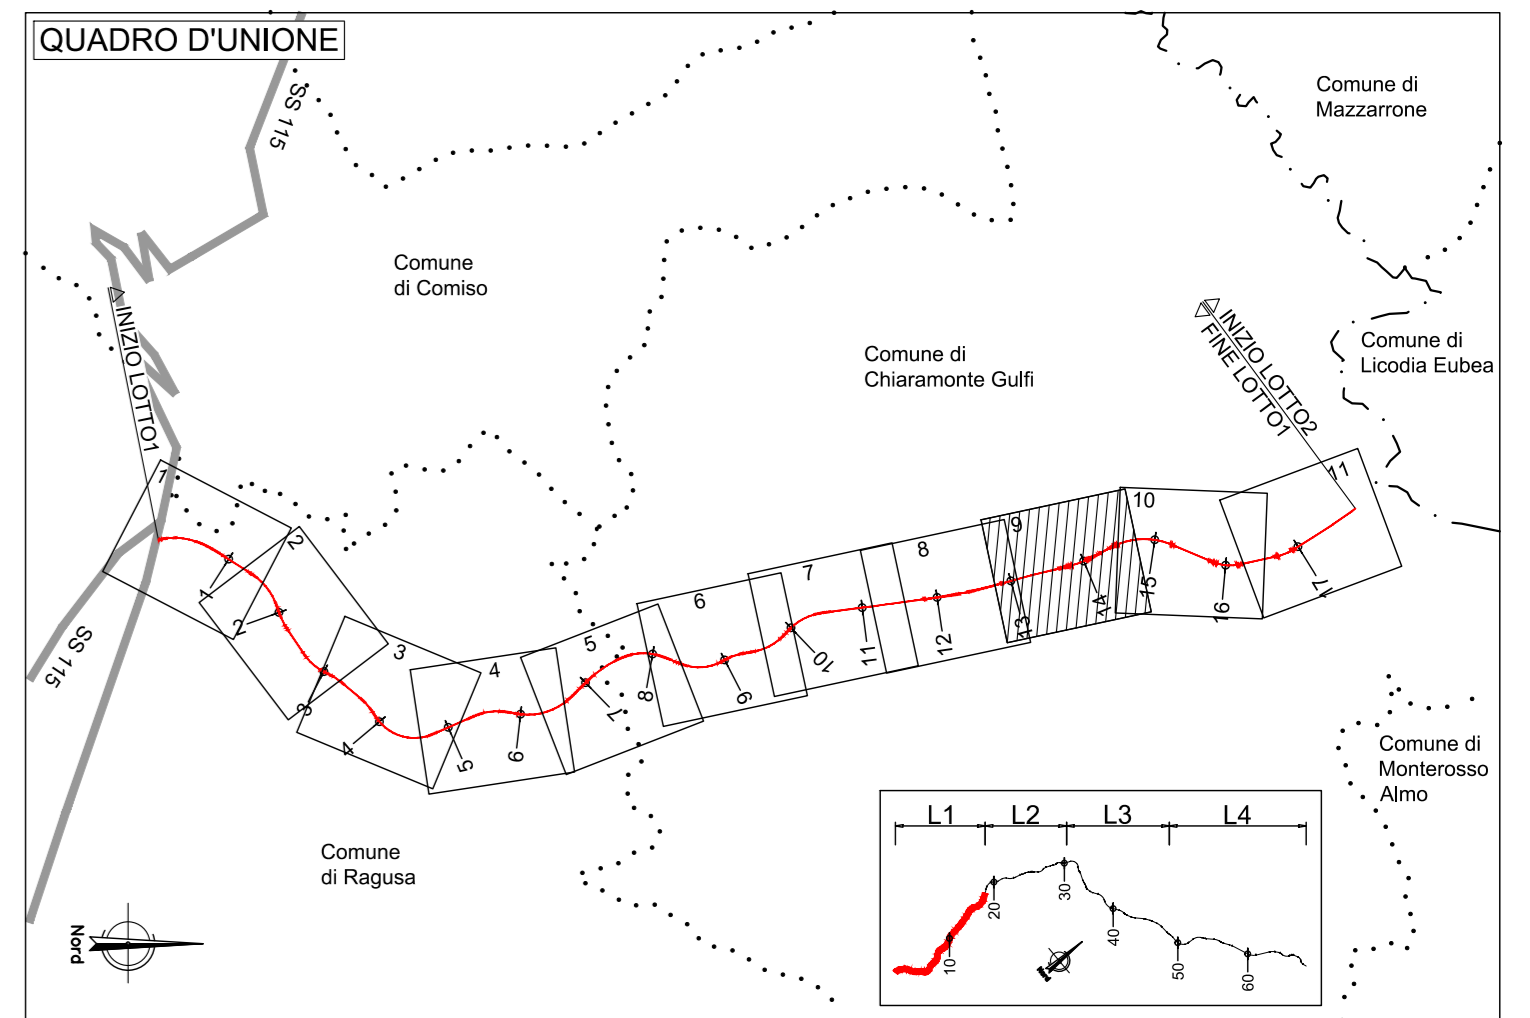 QUADRO D'UNIONE
SS 115
Comune di
Mazzarrone
Comune
di Comiso
INIZIO LOTTO1
Comune di
Chiaramonte Gulfi
INIZIO LOTTO2
FINE LOTTO1
Comune di
Licodia Eubea
1
2
3
4
5
6
7
8
9
10
11
1
2
3
4
5
6
7
8
9
10
11
12
13
14
15
16
17
SS 115
Comune
di Ragusa
Comune di
Monterosso
Almo
Nord
L1
L2
L3
L4
10
20
30
40
50
60
Nord